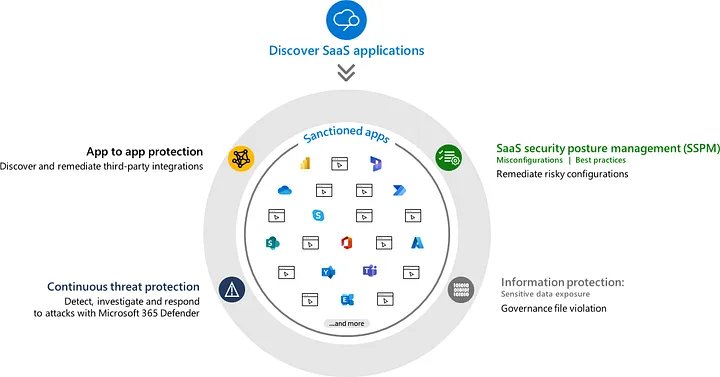 Discover SaaS applications
Sanctioned apps
App to app protection
Discover and remediate third-party integrations
SaaS security posture management (SSPM)
Misconfigurations | Best practices
Remediate risky configurations
Continuous threat protection
Detect, investigate and respond
to attacks with Microsoft 365 Defender
Information protection:
Sensitive data exposure
Governance file violation
...and more